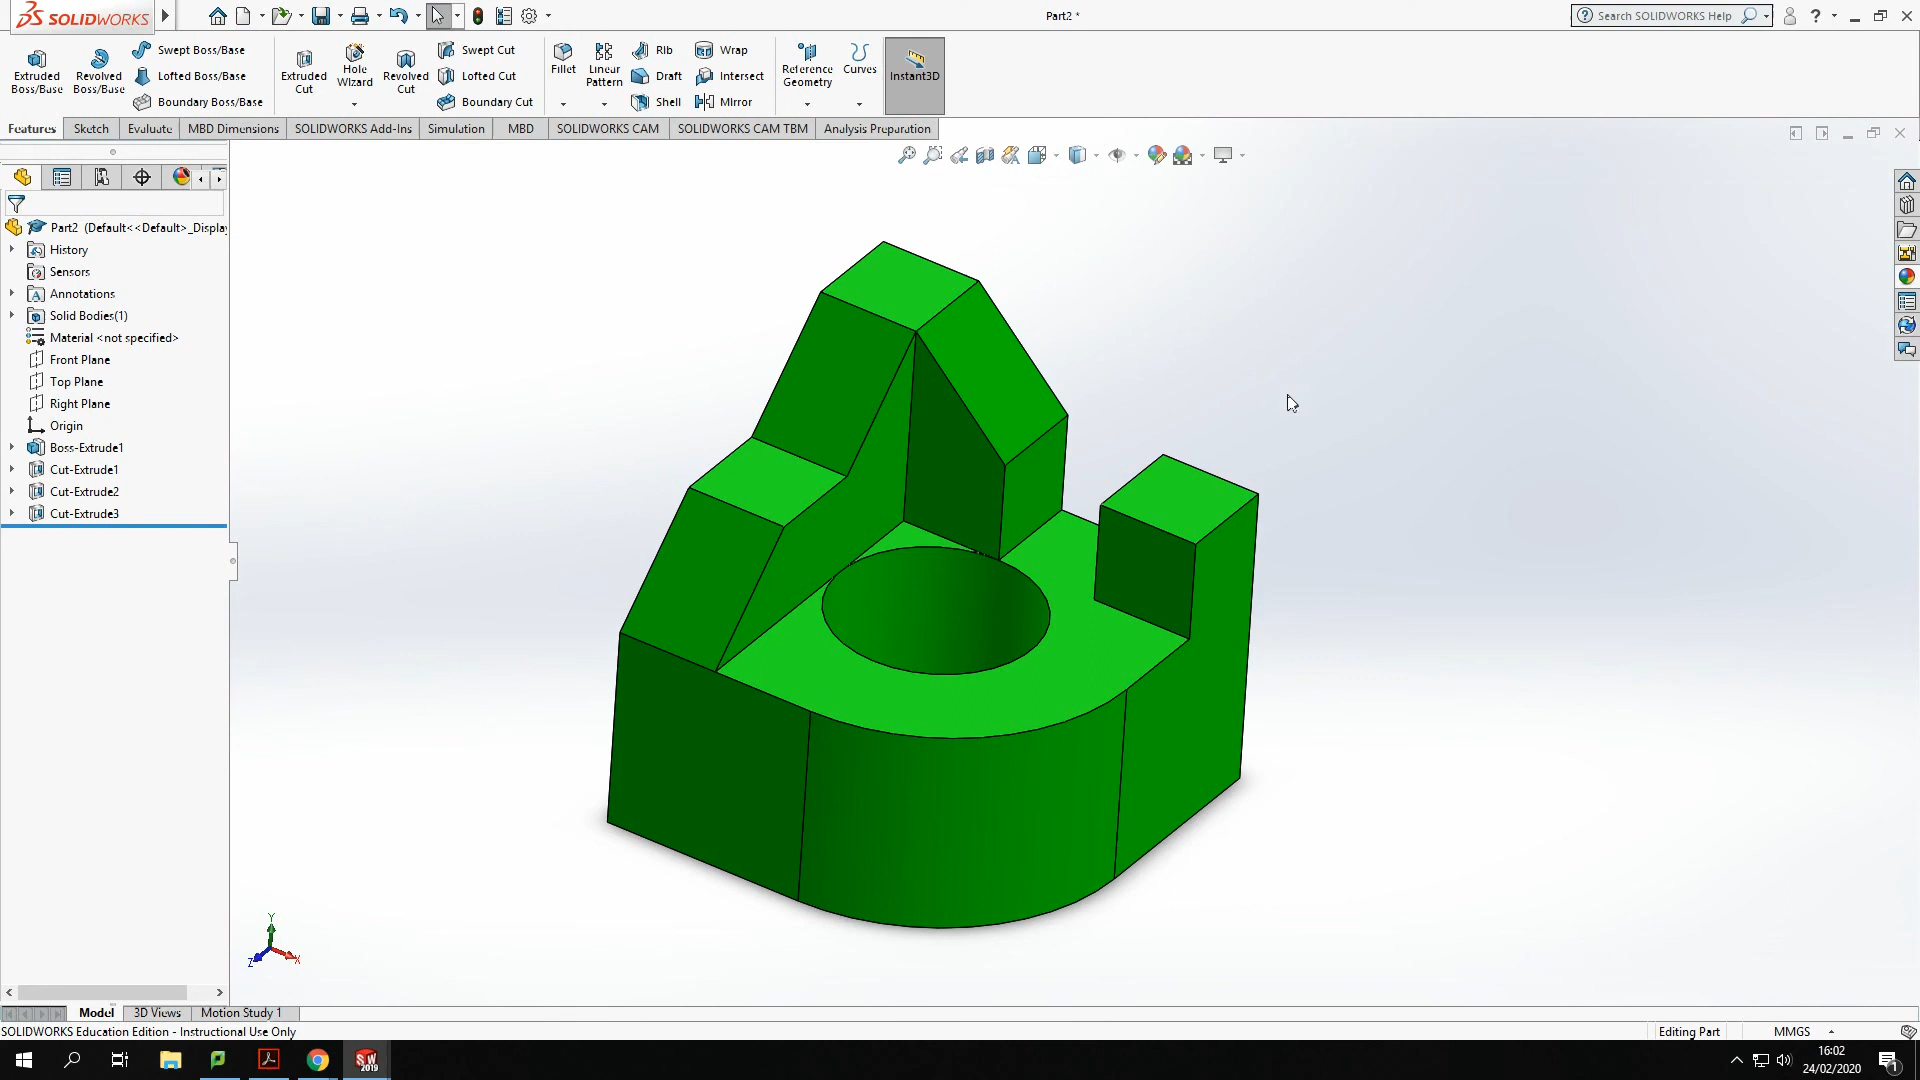 SOLIDWORKS
Part2 *
Search SOLIDWORKS Help
?
Extruded Boss/Base
Revolved Boss/Base
Swept Boss/Base
Lofted Boss/Base
Boundary Boss/Base
Extruded Cut
Hole Wizard
Revolved Cut
Swept Cut
Lofted Cut
Boundary Cut
Fillet
Linear Pattern
Rib
Draft
Shell
Wrap
Intersect
Mirror
Reference Geometry
Curves
Instant3D
Features
Sketch
Evaluate
MBD Dimensions
SOLIDWORKS Add-Ins
Simulation
MBD
SOLIDWORKS CAM
SOLIDWORKS CAM TBM
Analysis Preparation
Part2 (Default<<Default>_Displa
History
Sensors
Annotations
Solid Bodies(1)
Material <not specified>
Front Plane
Top Plane
Right Plane
Origin
Boss-Extrude1
Cut-Extrude1
Cut-Extrude2
Cut-Extrude3
Y
Z
X
Model
3D Views
Motion Study 1
SOLIDWORKS Education Edition - Instructional Use Only
Editing Part
MMGS
SW
2019
16:02
24/02/2020
1